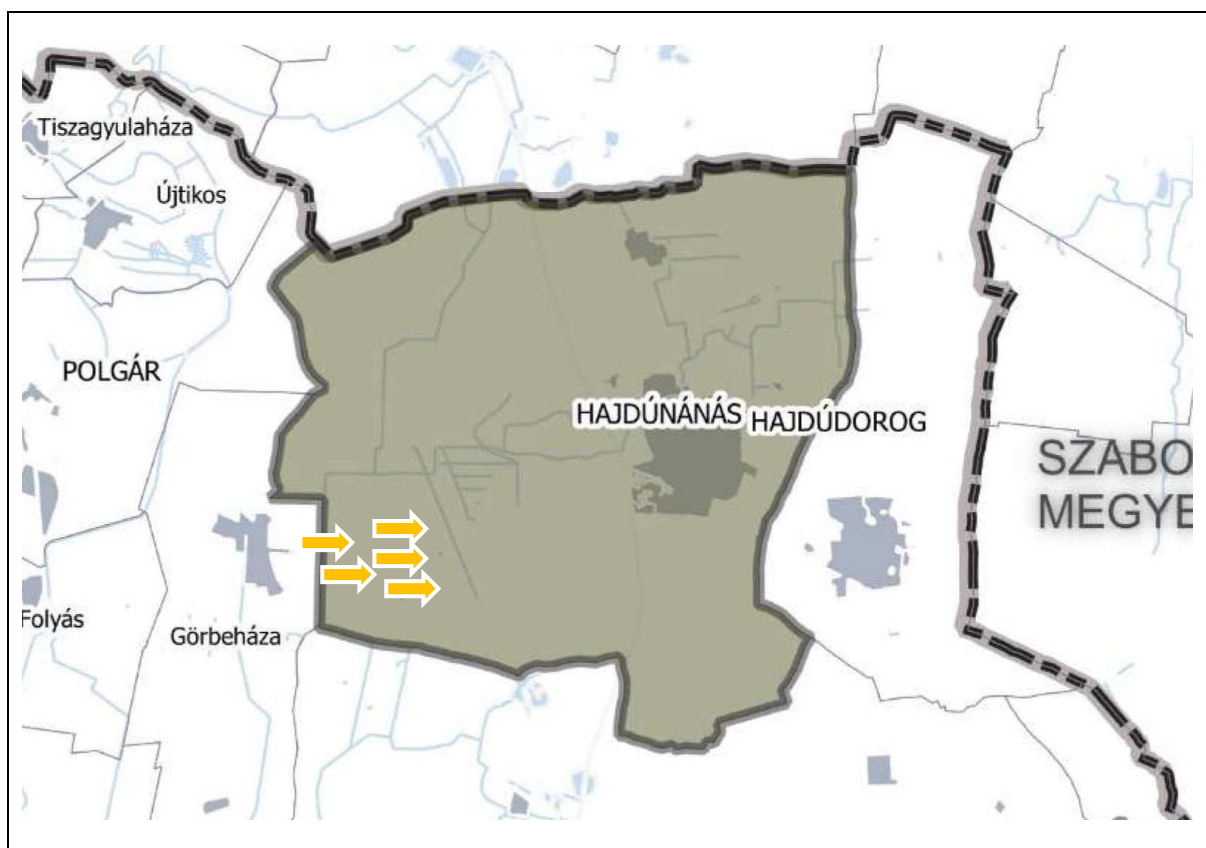 Tiszagyulaháza
Újtikos
POLGÁR
HAJDÚNÁNÁS
HAJDÚDOROG
SZABO
MEGYE
Folyás
Görbeháza